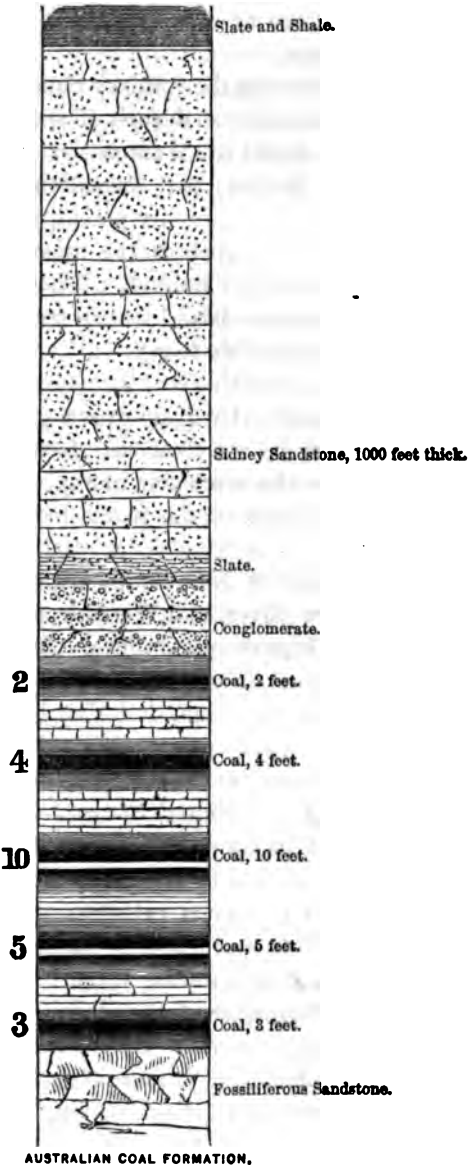 Slate and Shale.
Sidney Sandstone, 1000 feet thick.
Slate.
Conglomerate.
2 Coal, 2 feet.
4 Coal, 4 feet.
10 Coal, 10 feet.
5 Coal, 5 feet.
3 Coal, 3 feet.
Fossiliferous Sandstone.
AUSTRALIAN COAL FORMATION,